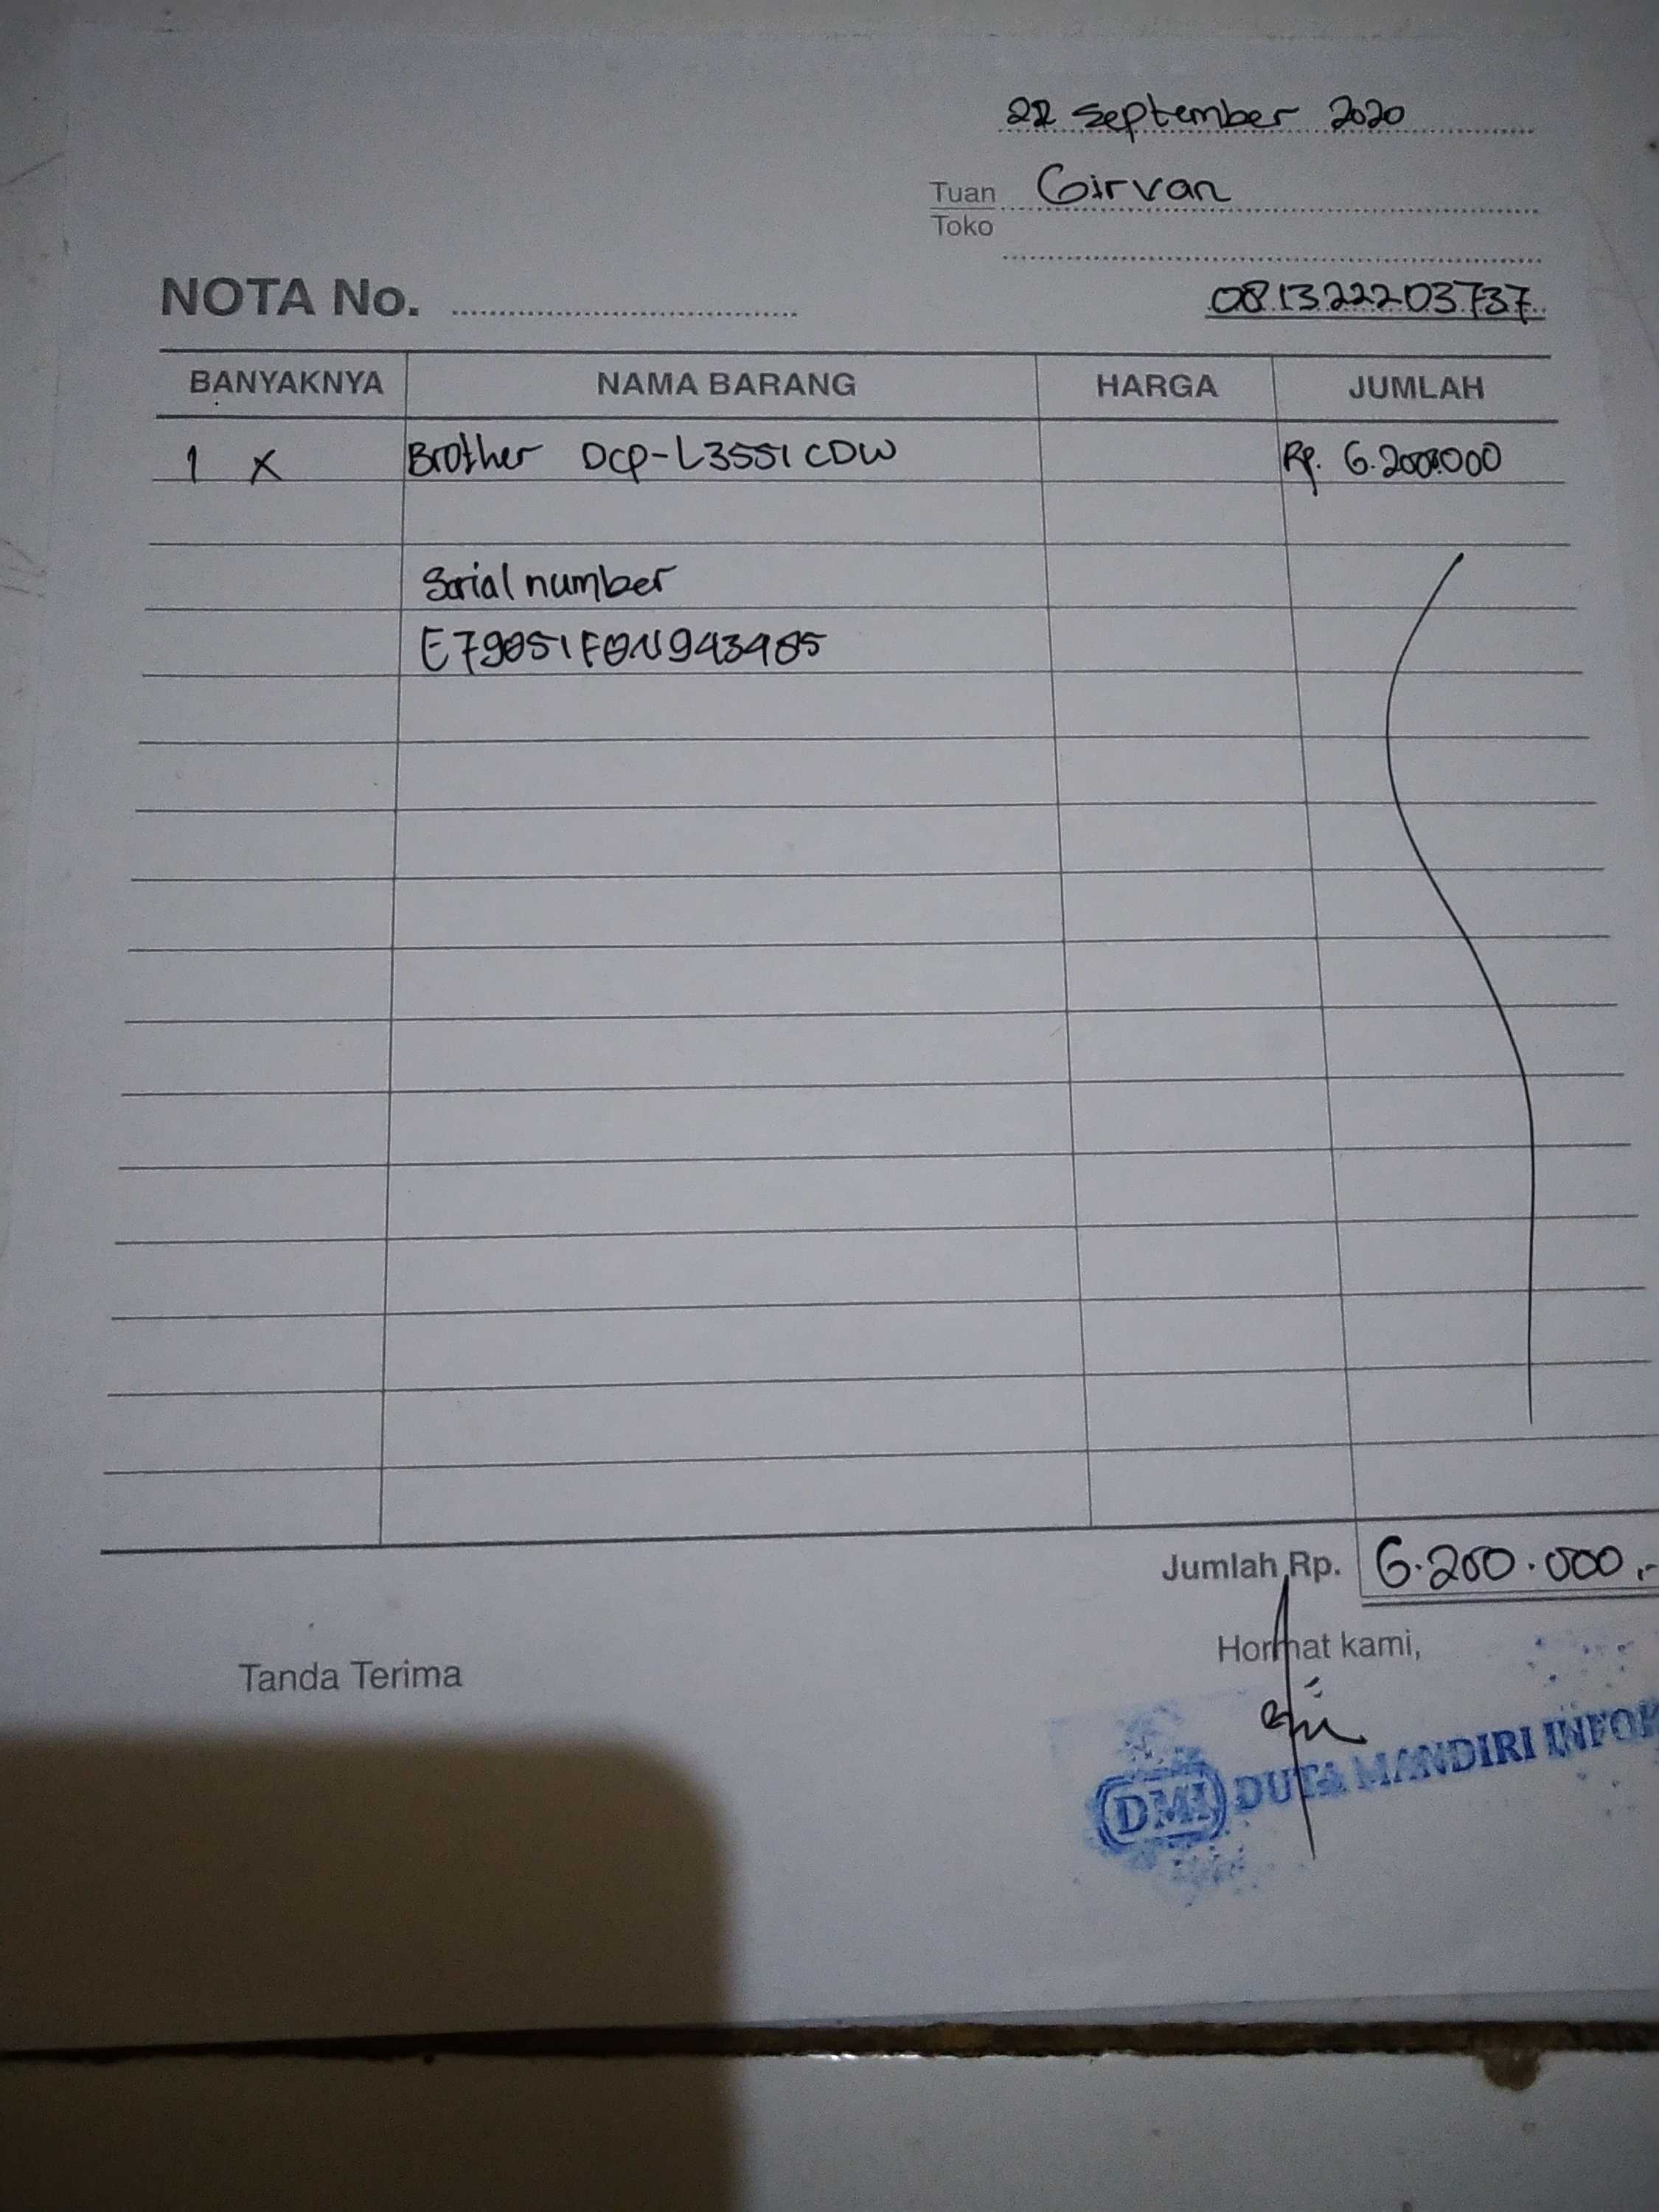 22 September 2020
Tuan Girvan
Toko
NOTA No.
081322203737
BANYAKNYA NAMA BARANG HARGA JUMLAH
1 X Brother DCP-L3551CDW Rp. 6.200.000
Serial number
Jumlah Rp. 6.200.000,-
Hormat kami,
Tanda Terima
DMI DUTA MANDIRI